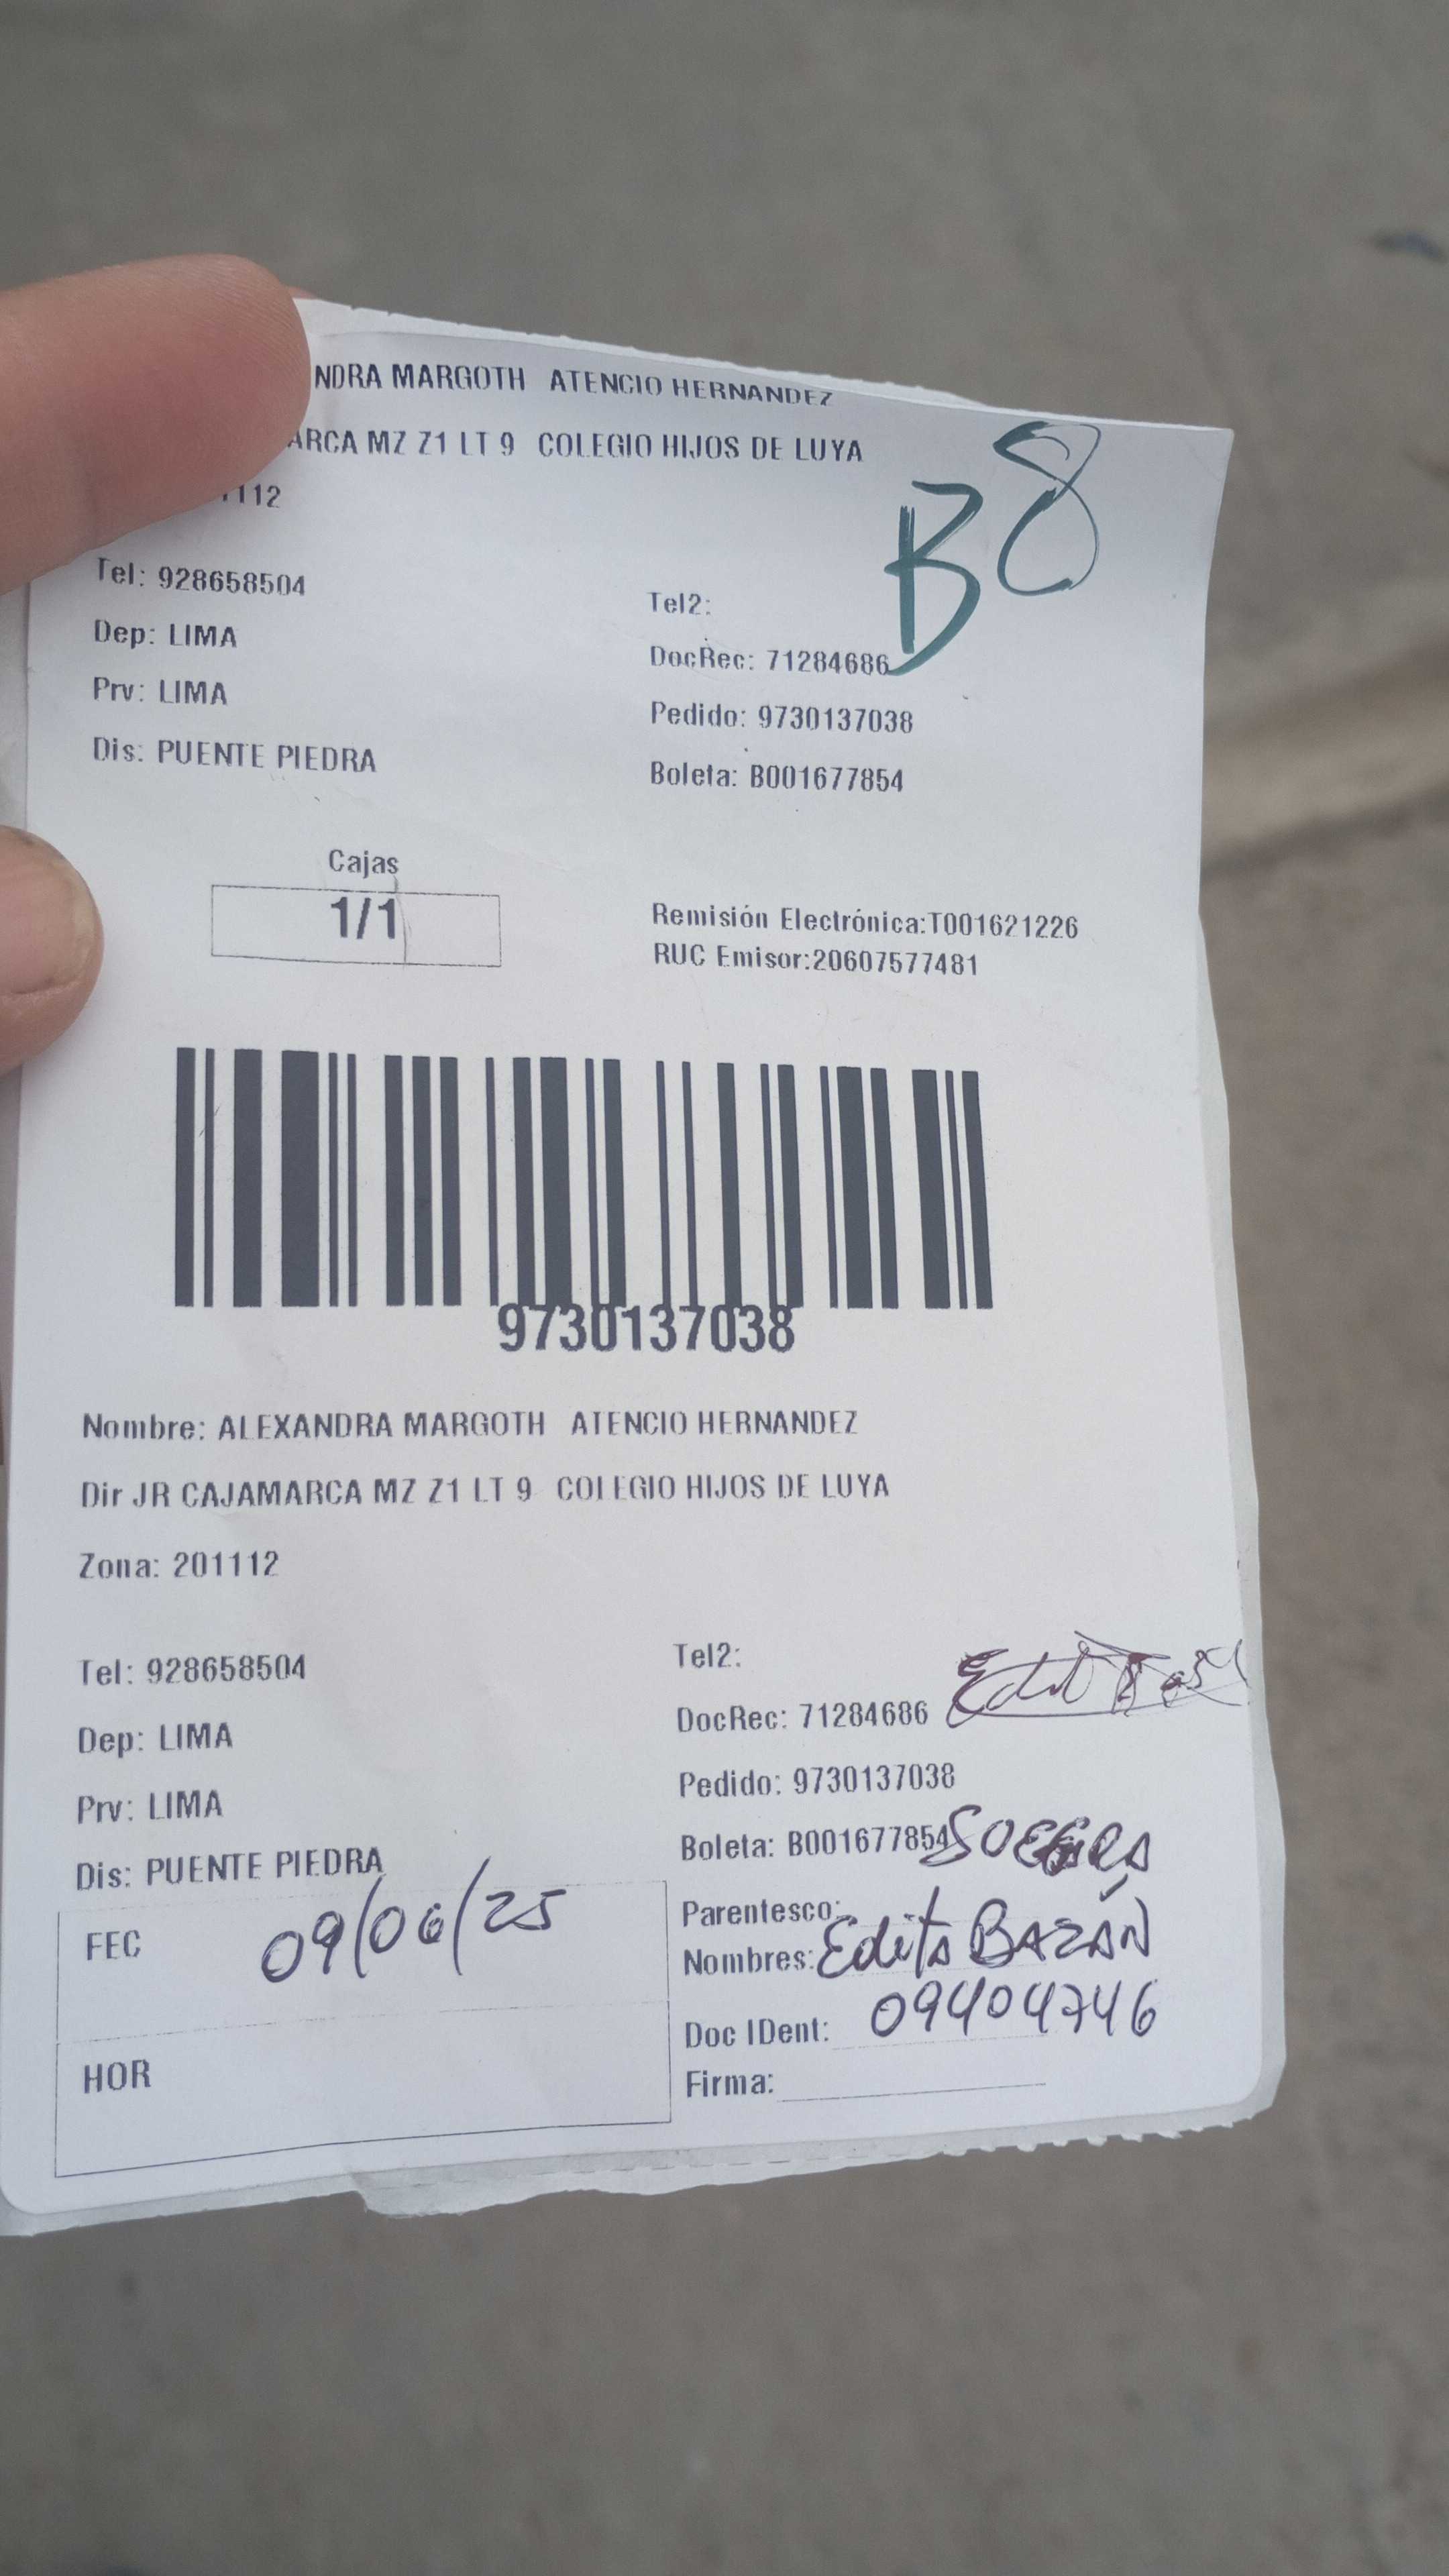 NDRA MARGOTH ATENCIO HERNANDEZ
ARCA MZ Z1 LT 9 COLEGIO HIJOS DE LUYA
1112
B8
Tel: 928658504
Tel2:
Dep: LIMA
DocRec: 71284686
Prv: LIMA
Pedido: 9730137038
Dis: PUENTE PIEDRA
Boleta: B001677854
Cajas
1/1
Remisión Electrónica:T001621226
RUC Emisor:20607577481
9730137038
Nombre: ALEXANDRA MARGOTH ATENCIO HERNANDEZ
Dir JR CAJAMARCA MZ Z1 LT 9 COLEGIO HIJOS DE LUYA
Zona: 201112
Tel: 928658504
Tel2:
Dep: LIMA
DocRec: 71284686
Prv: LIMA
Pedido: 9730137038
Dis: PUENTE PIEDRA
Boleta: B001677854
SOEGRA
FEC 09/06/25
Parentesco:
Nombres: Edita BAZÁN
Doc IDent: 09404746
HOR
Firma: